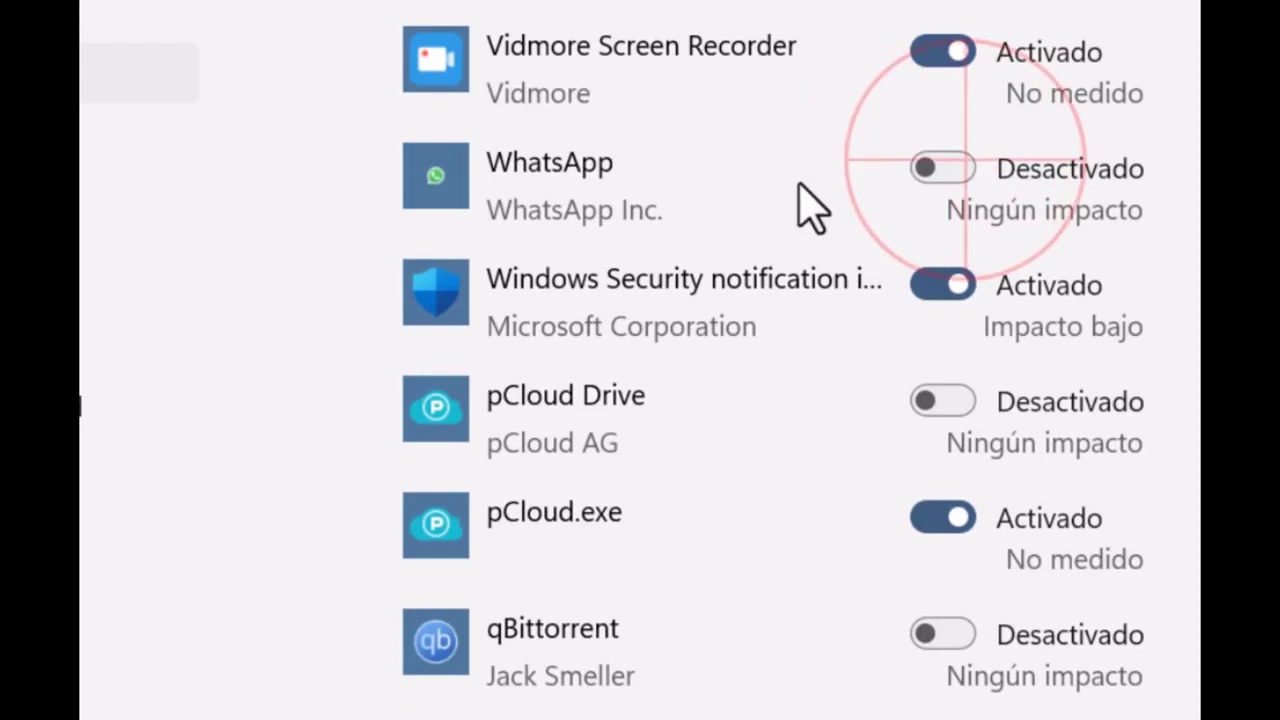 Vidmore Screen Recorder
Activado
Vidmore
No medido
WhatsApp
Desactivado
WhatsApp Inc.
Ningún impacto
Windows Security notification i...
Activado
Microsoft Corporation
Impacto bajo
pCloud Drive
Desactivado
pCloud AG
Ningún impacto
pCloud.exe
Activado
No medido
qBittorrent
Desactivado
Jack Smeller
Ningún impacto